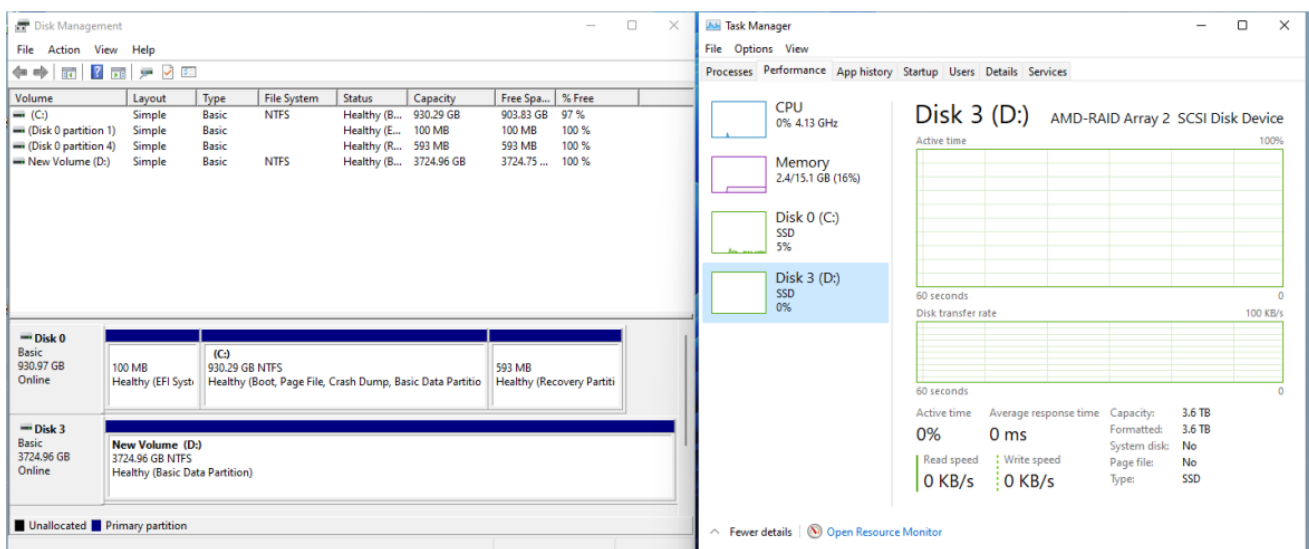 Disk Management
File Action View Help
Volume Layout Type File System Status Capacity Free Spa... % Free
(C:) Simple Basic NTFS Healthy (B... 930.29 GB 903.83 GB 97 %
(Disk 0 partition 1) Simple Basic Healthy (E... 100 MB 100 MB 100 %
(Disk 0 partition 4) Simple Basic Healthy (R... 593 MB 593 MB 100 %
New Volume (D:) Simple Basic NTFS Healthy (B... 3724.96 GB 3724.75 ... 100 %
Disk 0
Basic
930.97 GB
Online
100 MB
Healthy (EFI Syst
(C:)
930.29 GB NTFS
Healthy (Boot, Page File, Crash Dump, Basic Data Partitio
593 MB
Healthy (Recovery Partiti
Disk 3
Basic
3724.96 GB
Online
New Volume (D:)
3724.96 GB NTFS
Healthy (Basic Data Partition)
Unallocated Primary partition
Task Manager
File Options View
Processes Performance App history Startup Users Details Services
CPU
0% 4.13 GHz
Memory
2.4/15.1 GB (16%)
Disk 0 (C:)
SSD
5%
Disk 3 (D:)
SSD
0%
Disk 3 (D:) AMD-RAID Array 2 SCSI Disk Device
Active time 100%
60 seconds 0
Disk transfer rate 100 KB/s
60 seconds 0
Active time Average response time
0% 0 ms
Read speed Write speed
0 KB/s 0 KB/s
Capacity: 3.6 TB
Formatted: 3.6 TB
System disk: No
Page file: No
Type: SSD
Fewer details Open Resource Monitor